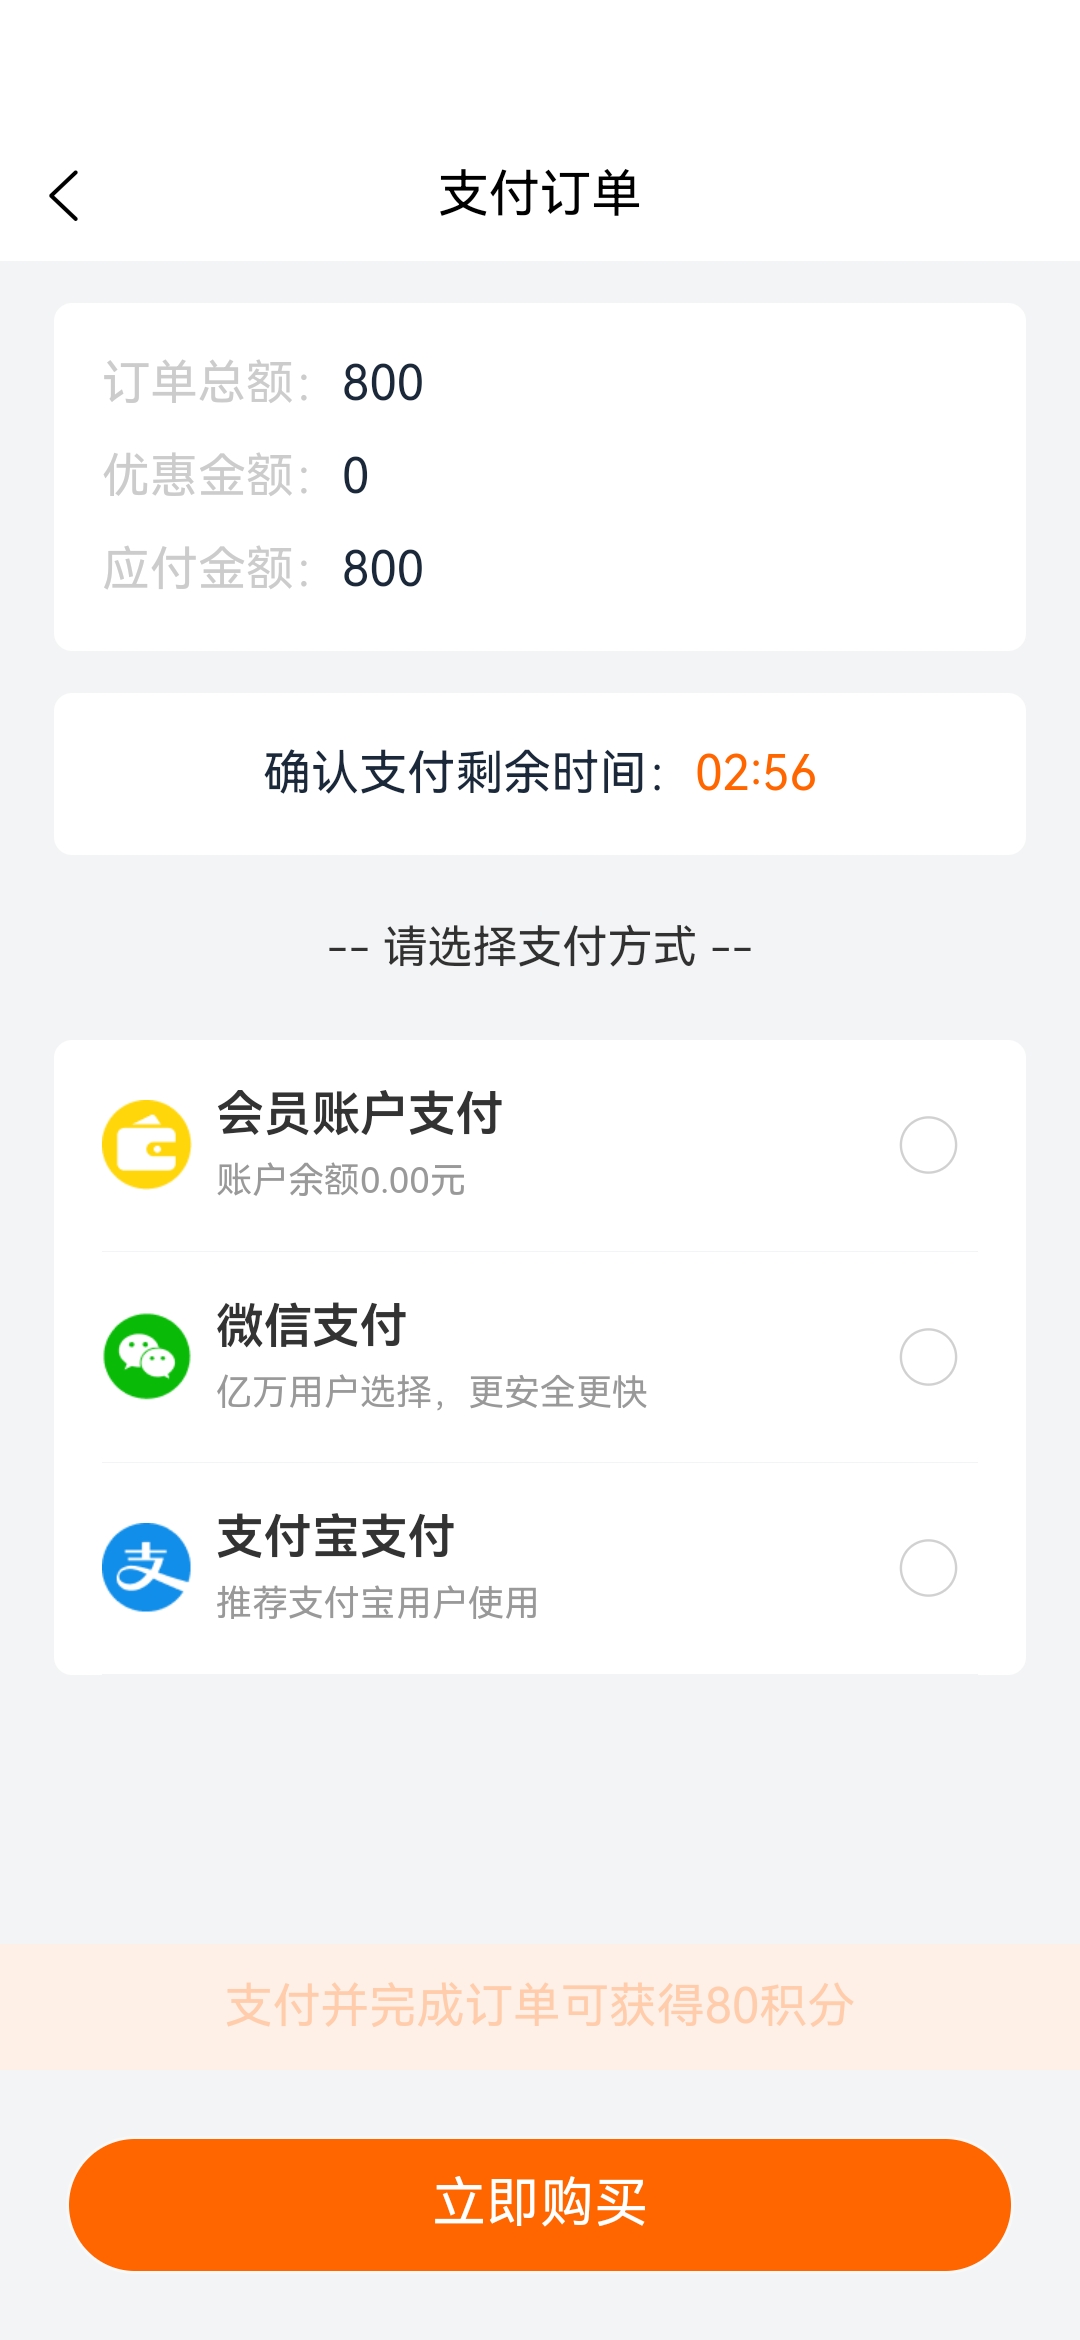 支付订单
订单总额：800
优惠金额：0
应付金额：800
确认支付剩余时间：02:56
-- 请选择支付方式 --
会员账户支付
账户余额0.00元
微信支付
亿万用户选择，更安全更快
支付宝支付
推荐支付宝用户使用
支付并完成订单可获得80积分
立即购买